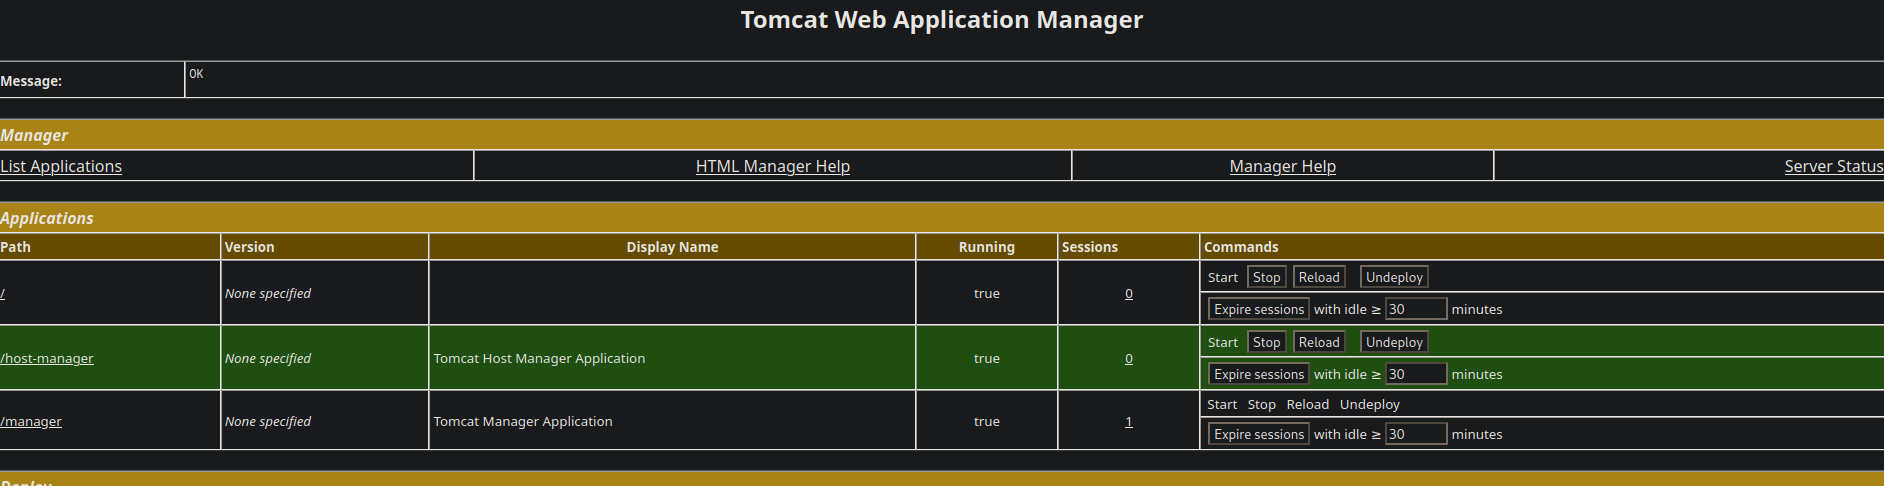 Tomcat Web Application Manager
Message: OK
Manager
List Applications HTML Manager Help Manager Help Server Status
Applications
Path Version Display Name Running Sessions Commands
Start Stop Reload Undeploy
/ None specified true 0
Expire sessions with idle ≥ 30 minutes
Start Stop Reload Undeploy
/host-manager None specified Tomcat Host Manager Application true 0
Expire sessions with idle ≥ 30 minutes
Start Stop Reload Undeploy
/manager None specified Tomcat Manager Application true 1
Expire sessions with idle ≥ 30 minutes
Deploy